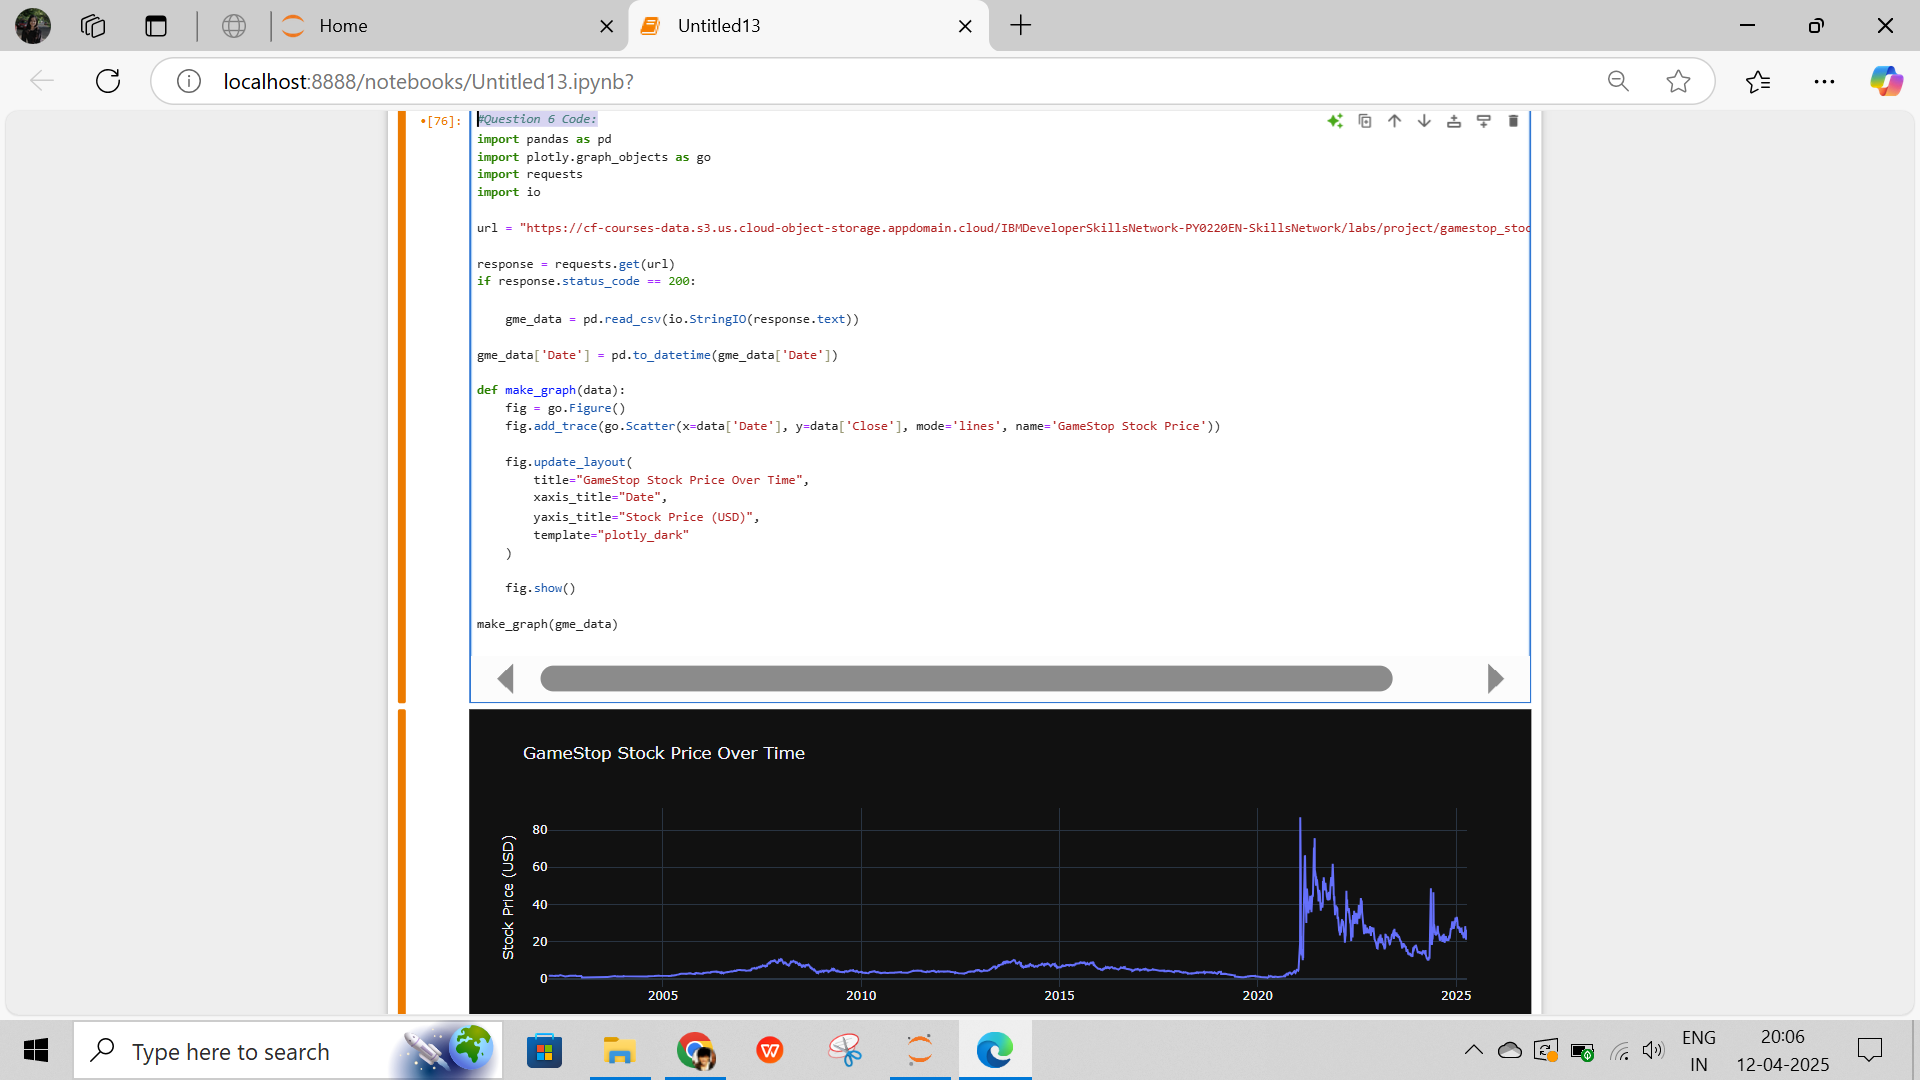 Home
Untitled13
localhost:8888/notebooks/Untitled13.ipynb?
•[76]:
#Question 6 Code:
import pandas as pd
import plotly.graph_objects as go
import requests
import io
url = "https://cf-courses-data.s3.us.cloud-object-storage.appdomain.cloud/IBMDeveloperSkillsNetwork-PY0220EN-SkillsNetwork/labs/project/gamestop_stoc
response = requests.get(url)
if response.status_code == 200:
gme_data = pd.read_csv(io.StringIO(response.text))
gme_data['Date'] = pd.to_datetime(gme_data['Date'])
def make_graph(data):
fig = go.Figure()
fig.add_trace(go.Scatter(x=data['Date'], y=data['Close'], mode='lines', name='GameStop Stock Price'))
fig.update_layout(
title="GameStop Stock Price Over Time",
xaxis_title="Date",
yaxis_title="Stock Price (USD)",
template="plotly_dark"
)
fig.show()
make_graph(gme_data)
GameStop Stock Price Over Time
Stock Price (USD)
80
60
40
20
0
2005 2010 2015 2020 2025
Type here to search
W
ENG
IN
20:06
12-04-2025